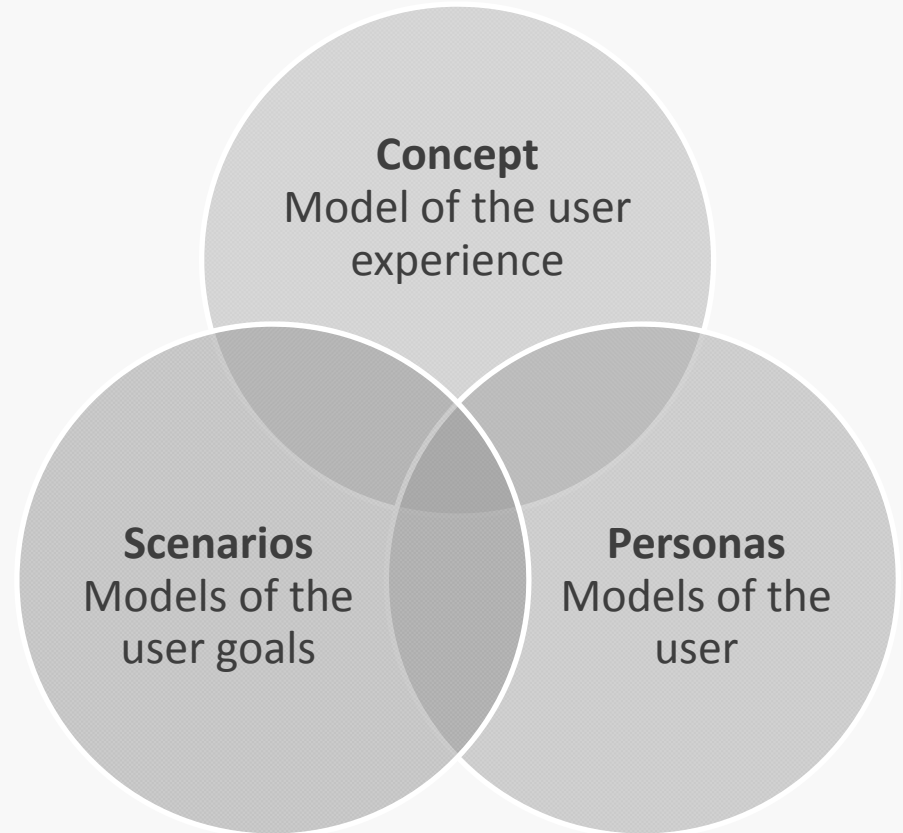 Concept
Model of the user
experience
Scenarios
Models of the
user goals
Personas
Models of the
user